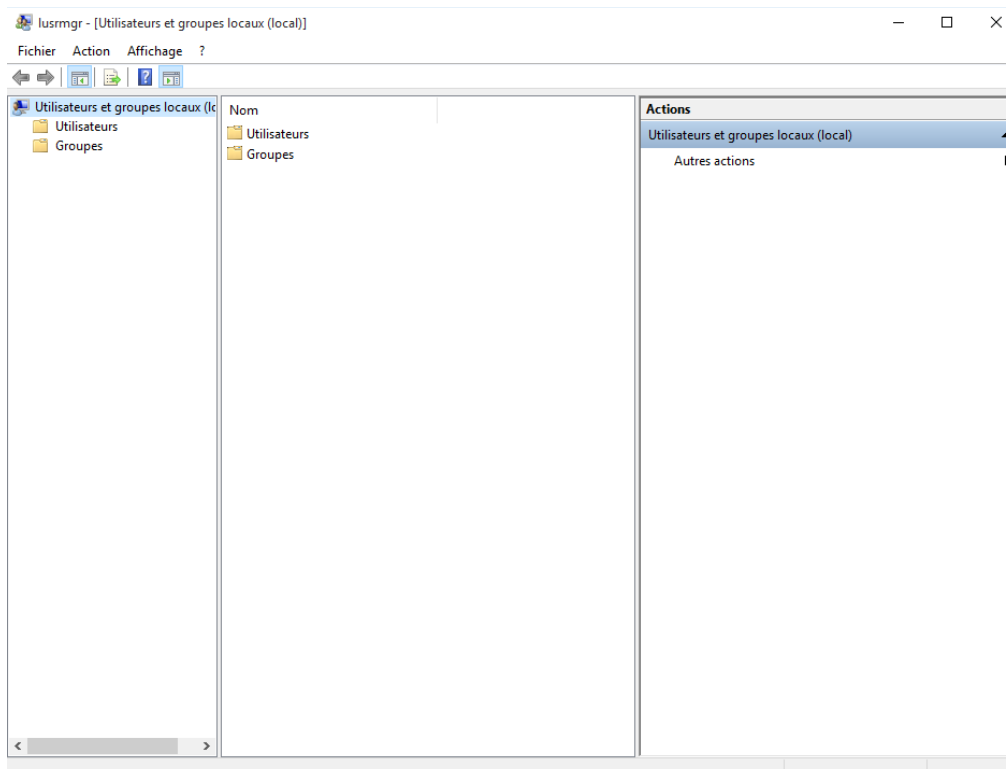 lusrmgr - [Utilisateurs et groupes locaux (local)]
Fichier Action Affichage ?
Utilisateurs et groupes locaux (lo
Utilisateurs
Groupes
Nom
Utilisateurs
Groupes
Actions
Utilisateurs et groupes locaux (local)
Autres actions